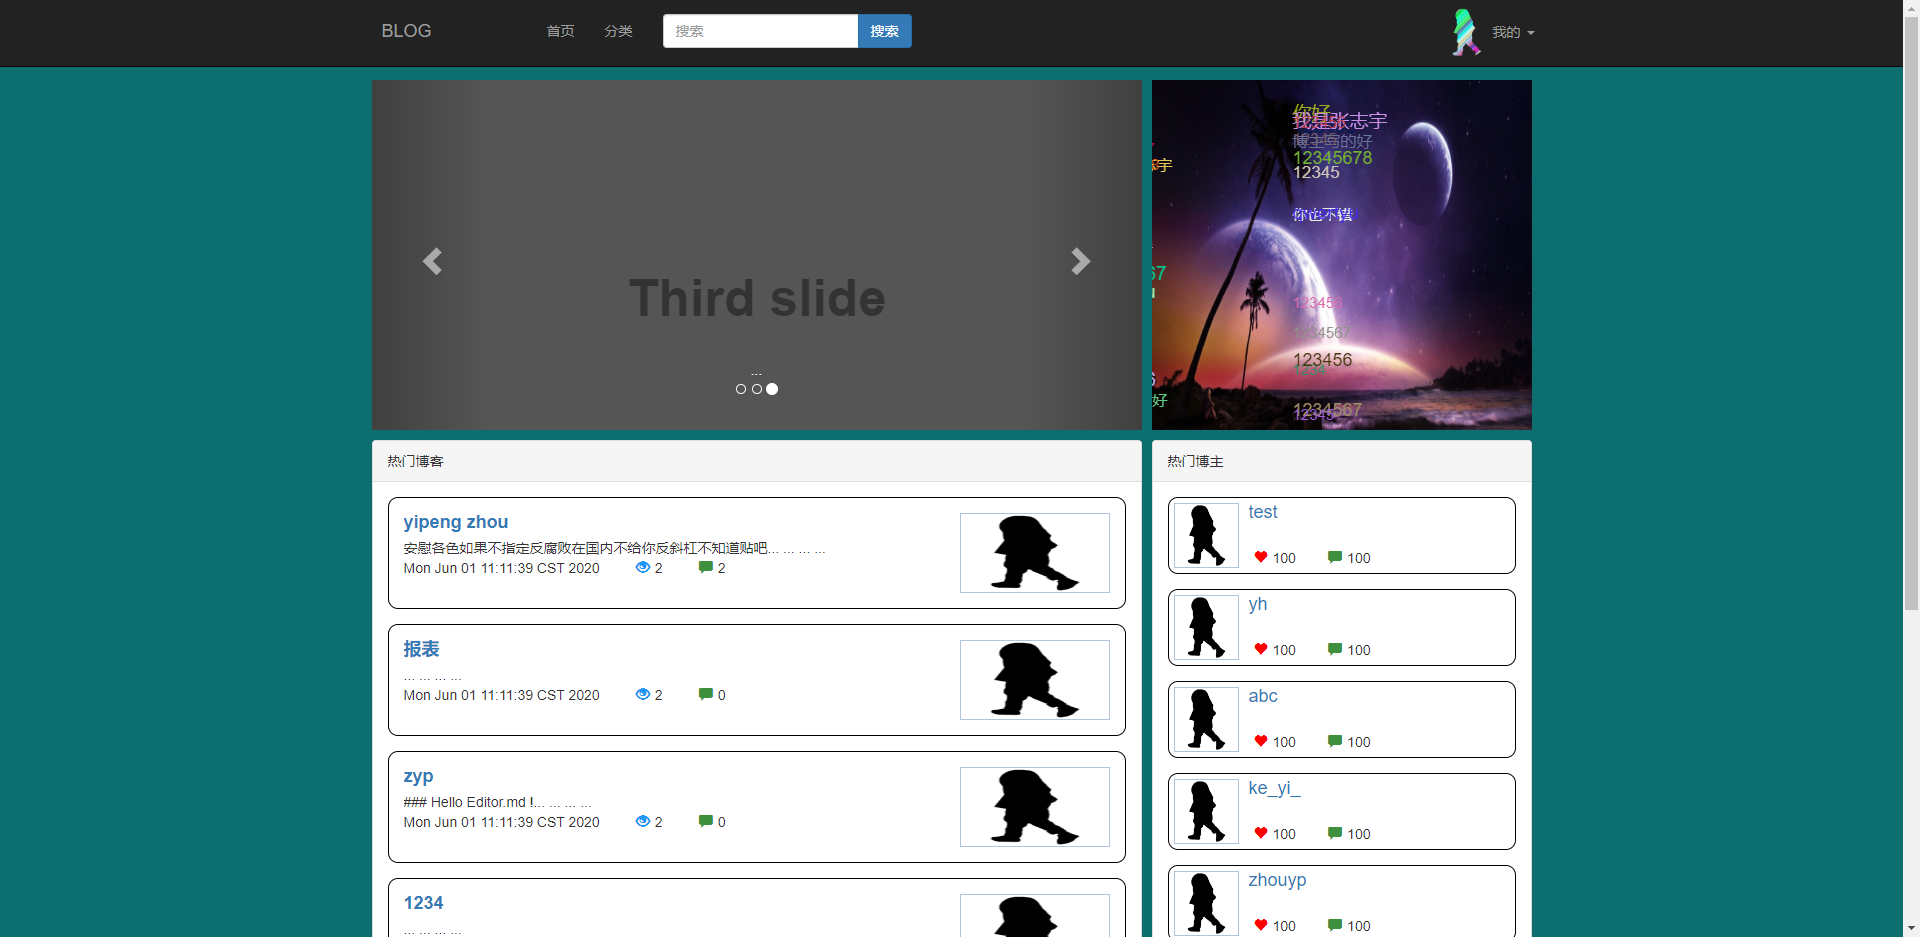 BLOG
首页
分类
搜索
搜索
我的
Third slide
...
你好
我是张志宇
博主写的好
12345678
12345
你也不错
123456
1234567
123456
1234
1234567
12345
宇
67
好
热门博客
yipeng zhou
安慰各色如果不指定反腐败在国内不给你反斜杠不知道贴吧... ... ... ...
Mon Jun 01 11:11:39 CST 2020 2 2
报表
... ... ... ...
Mon Jun 01 11:11:39 CST 2020 2 0
zyp
### Hello Editor.md !... ... ... ...
Mon Jun 01 11:11:39 CST 2020 2 0
1234
... ... ... ...
热门博主
test
100 100
yh
100 100
abc
100 100
ke_yi_
100 100
zhouyp
100 100